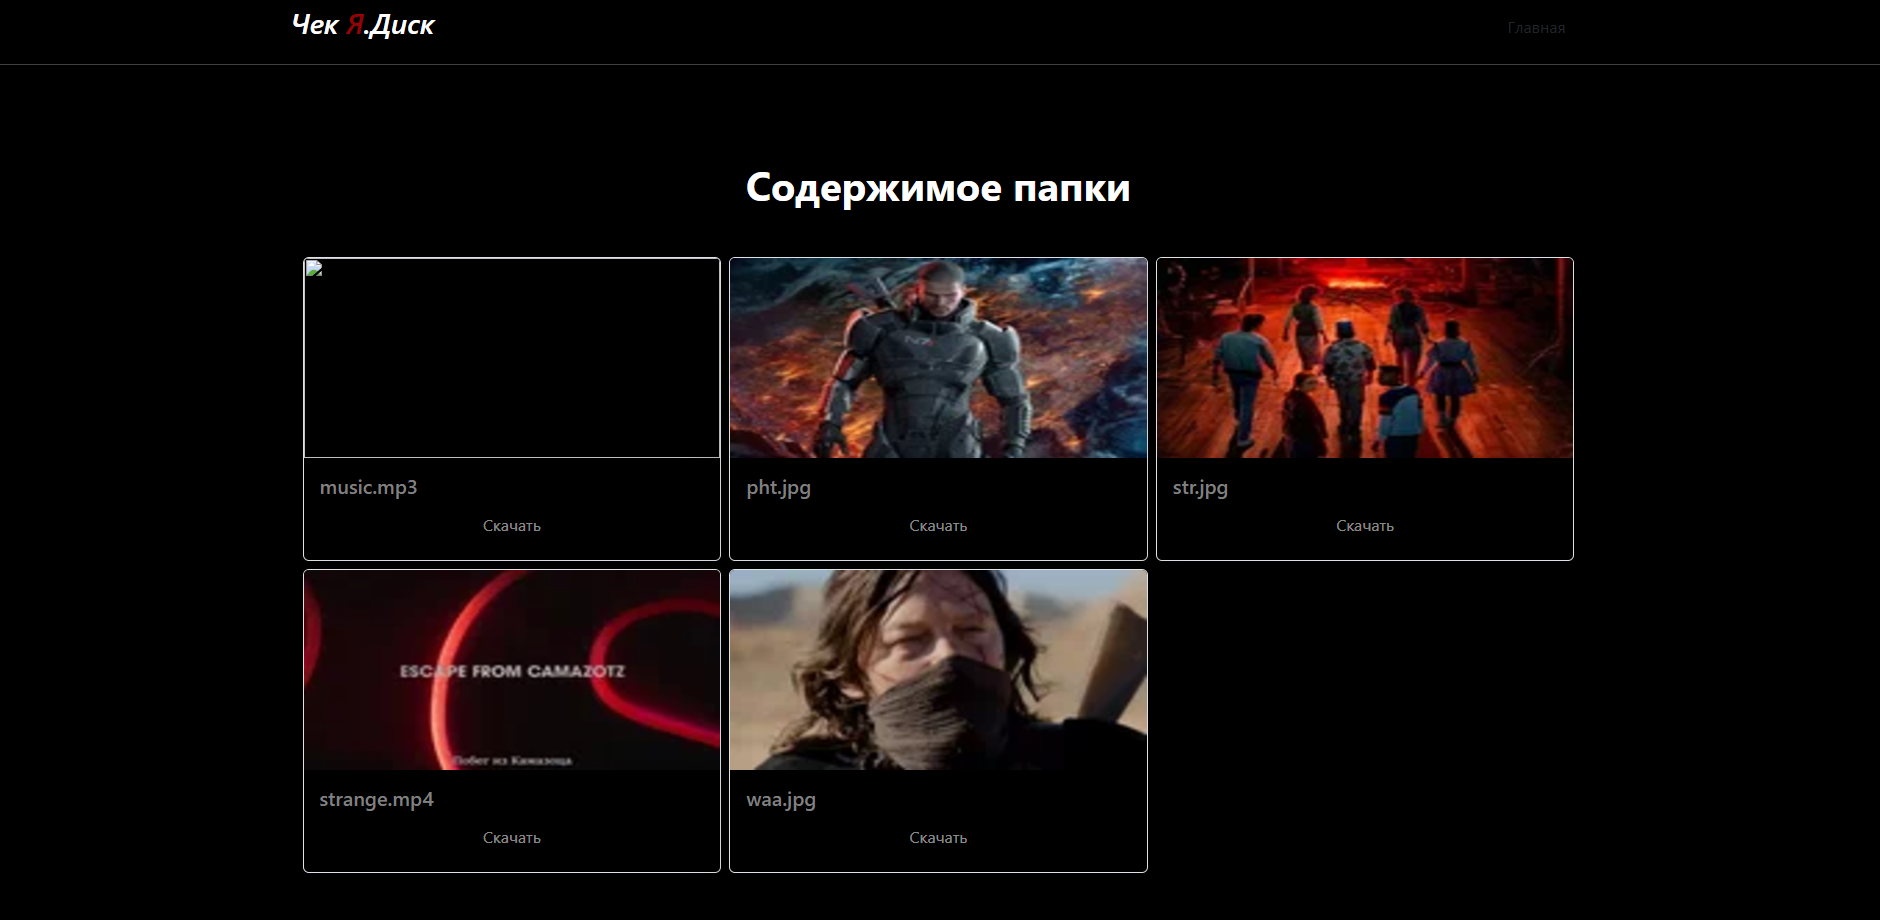 Чек Я.Диск
Главная
Содержимое папки
N7
music.mp3
pht.jpg
str.jpg
Скачать
Скачать
Скачать
ESCAPE FROM CAMAZOTZ
Побег из Камазоца
strange.mp4
waa.jpg
Скачать
Скачать